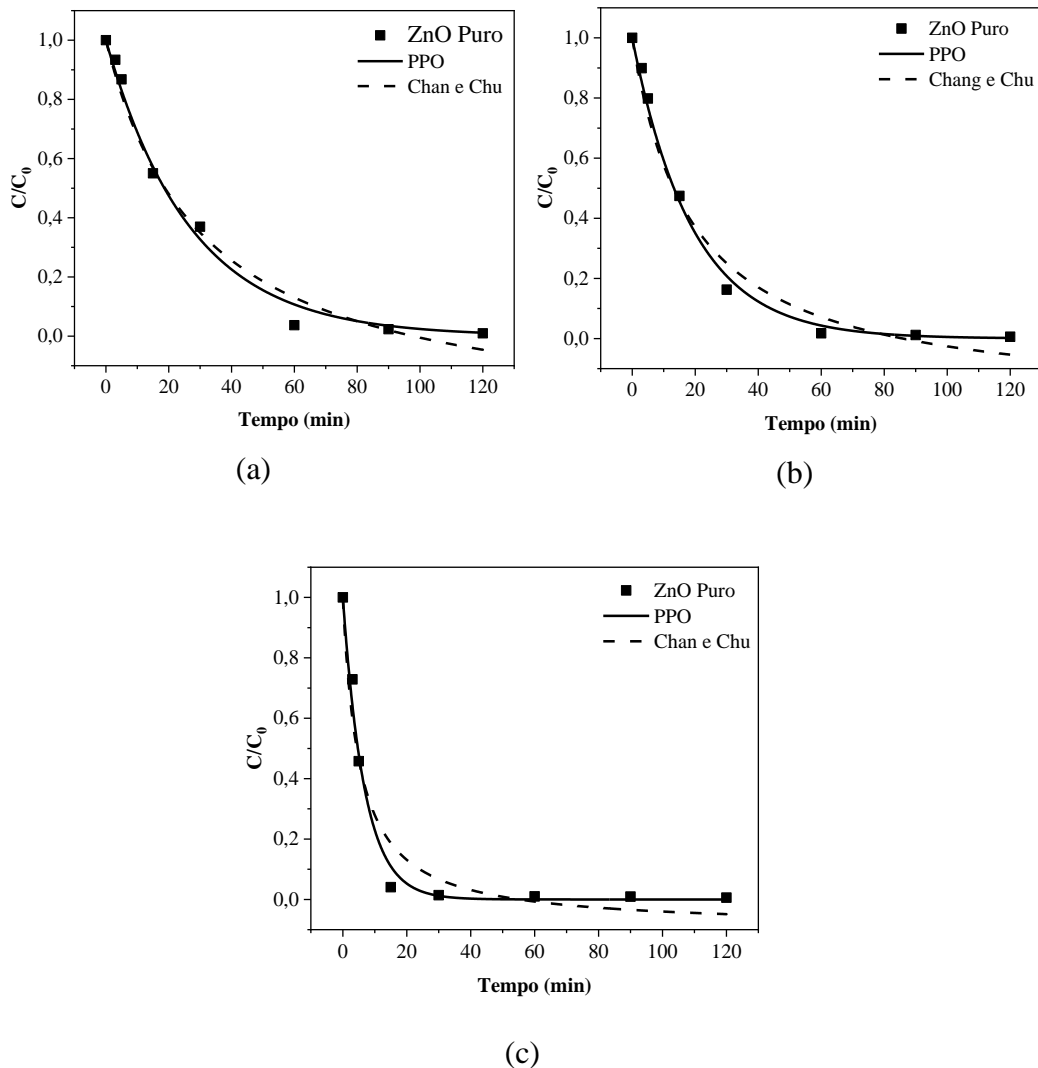 ZnO Puro
PPO
Chan e Chu
1,0
0,8
0,6
0,4
0,2
0,0
C/C0
0 20 40 60 80 100 120
Tempo (min)
(a)
ZnO Puro
PPO
Chang e Chu
1,0
0,8
0,6
0,4
0,2
0,0
C/C0
0 20 40 60 80 100 120
Tempo (min)
(b)
ZnO Puro
PPO
Chan e Chu
1,0
0,8
0,6
0,4
0,2
0,0
C/C0
0 20 40 60 80 100 120
Tempo (min)
(c)